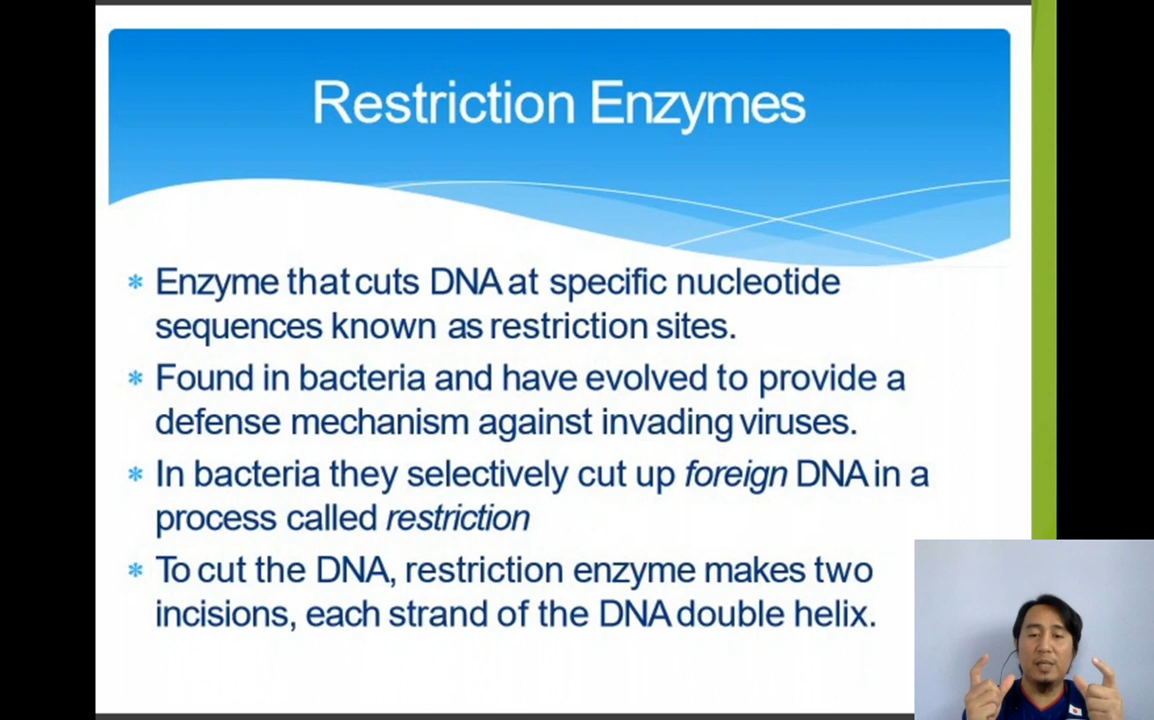 Restriction Enzymes
* Enzyme that cuts DNA at specific nucleotide
sequences known as restriction sites.
* Found in bacteria and have evolved to provide a
defense mechanism against invading viruses.
* In bacteria they selectively cut up foreign DNA in a
process called restriction
* To cut the DNA, restriction enzyme makes two
incisions, each strand of the DNA double helix.